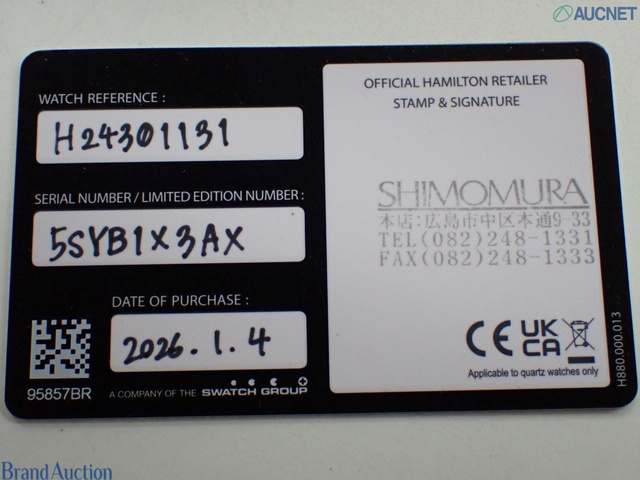 AUCNET
WATCH REFERENCE :
H24301131
SERIAL NUMBER / LIMITED EDITION NUMBER :
5SYB1X3AX
DATE OF PURCHASE :
2026.1.4
95857BR
A COMPANY OF THE SWATCH GROUP
OFFICIAL HAMILTON RETAILER
STAMP & SIGNATURE
SHIMOMURA
本店:広島市中区本通9-33
TEL(082)248-1331
FAX(082)248-1333
CE UK CA
Applicable to quartz watches only
H880.000.013
Brand Auction